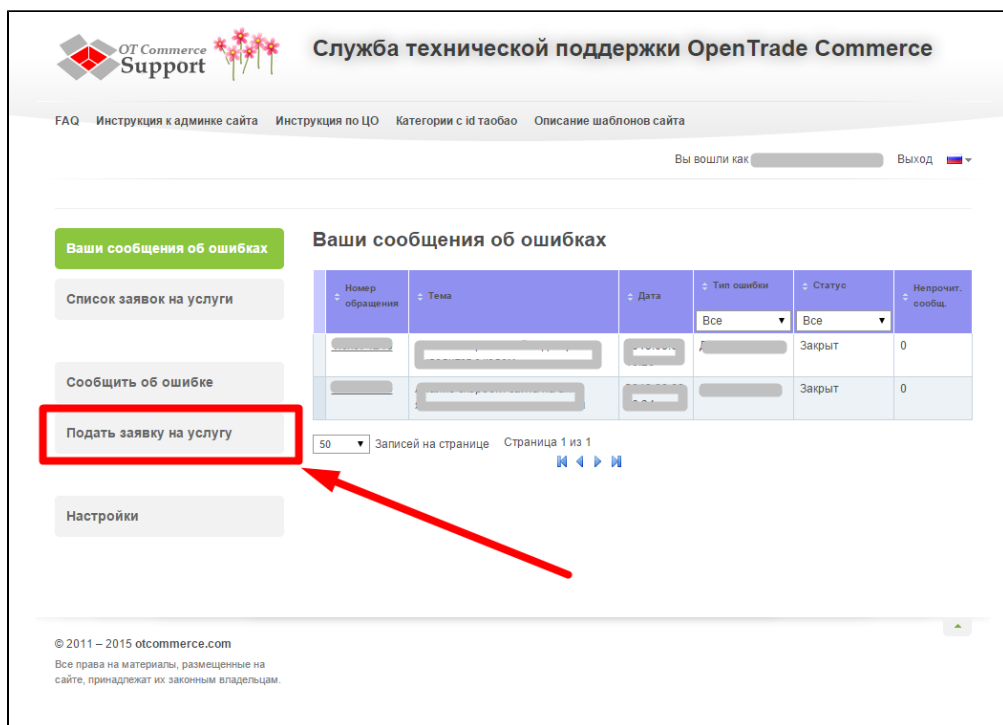 OT Commerce
Support
Служба технической поддержки OpenTrade Commerce
FAQ Инструкция к админке сайта Инструкция по ЦО Категории с id таобао Описание шаблонов сайта
Вы вошли как Выход
Ваши сообщения об ошибках
Список заявок на услуги
Сообщить об ошибке
Подать заявку на услугу
Настройки
Ваши сообщения об ошибках
Номер обращения Тема Дата Тип ошибки Статус Непрочит. сообщ.
Все Все
Закрыт 0
Закрыт 0
50 Записей на странице Страница 1 из 1
© 2011 – 2015 otcommerce.com
Все права на материалы, размещенные на
сайте, принадлежат их законным владельцам.